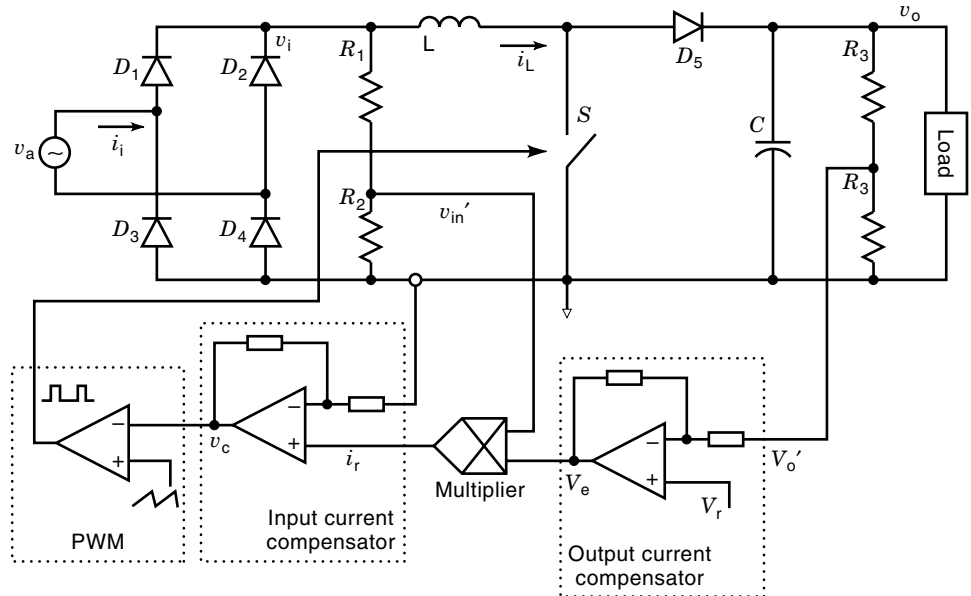 v_o
v_i
R_1
L
i_L
D_5
R_3
D_1
D_2
S
C
Load
v_a
~
i_i
R_2
v_in′
R_3
D_3
D_4
−
+
v_c
−
+
i_r
Multiplier
V_e
−
+
V_o′
V_r
PWM
Input current
compensator
Output current
compensator